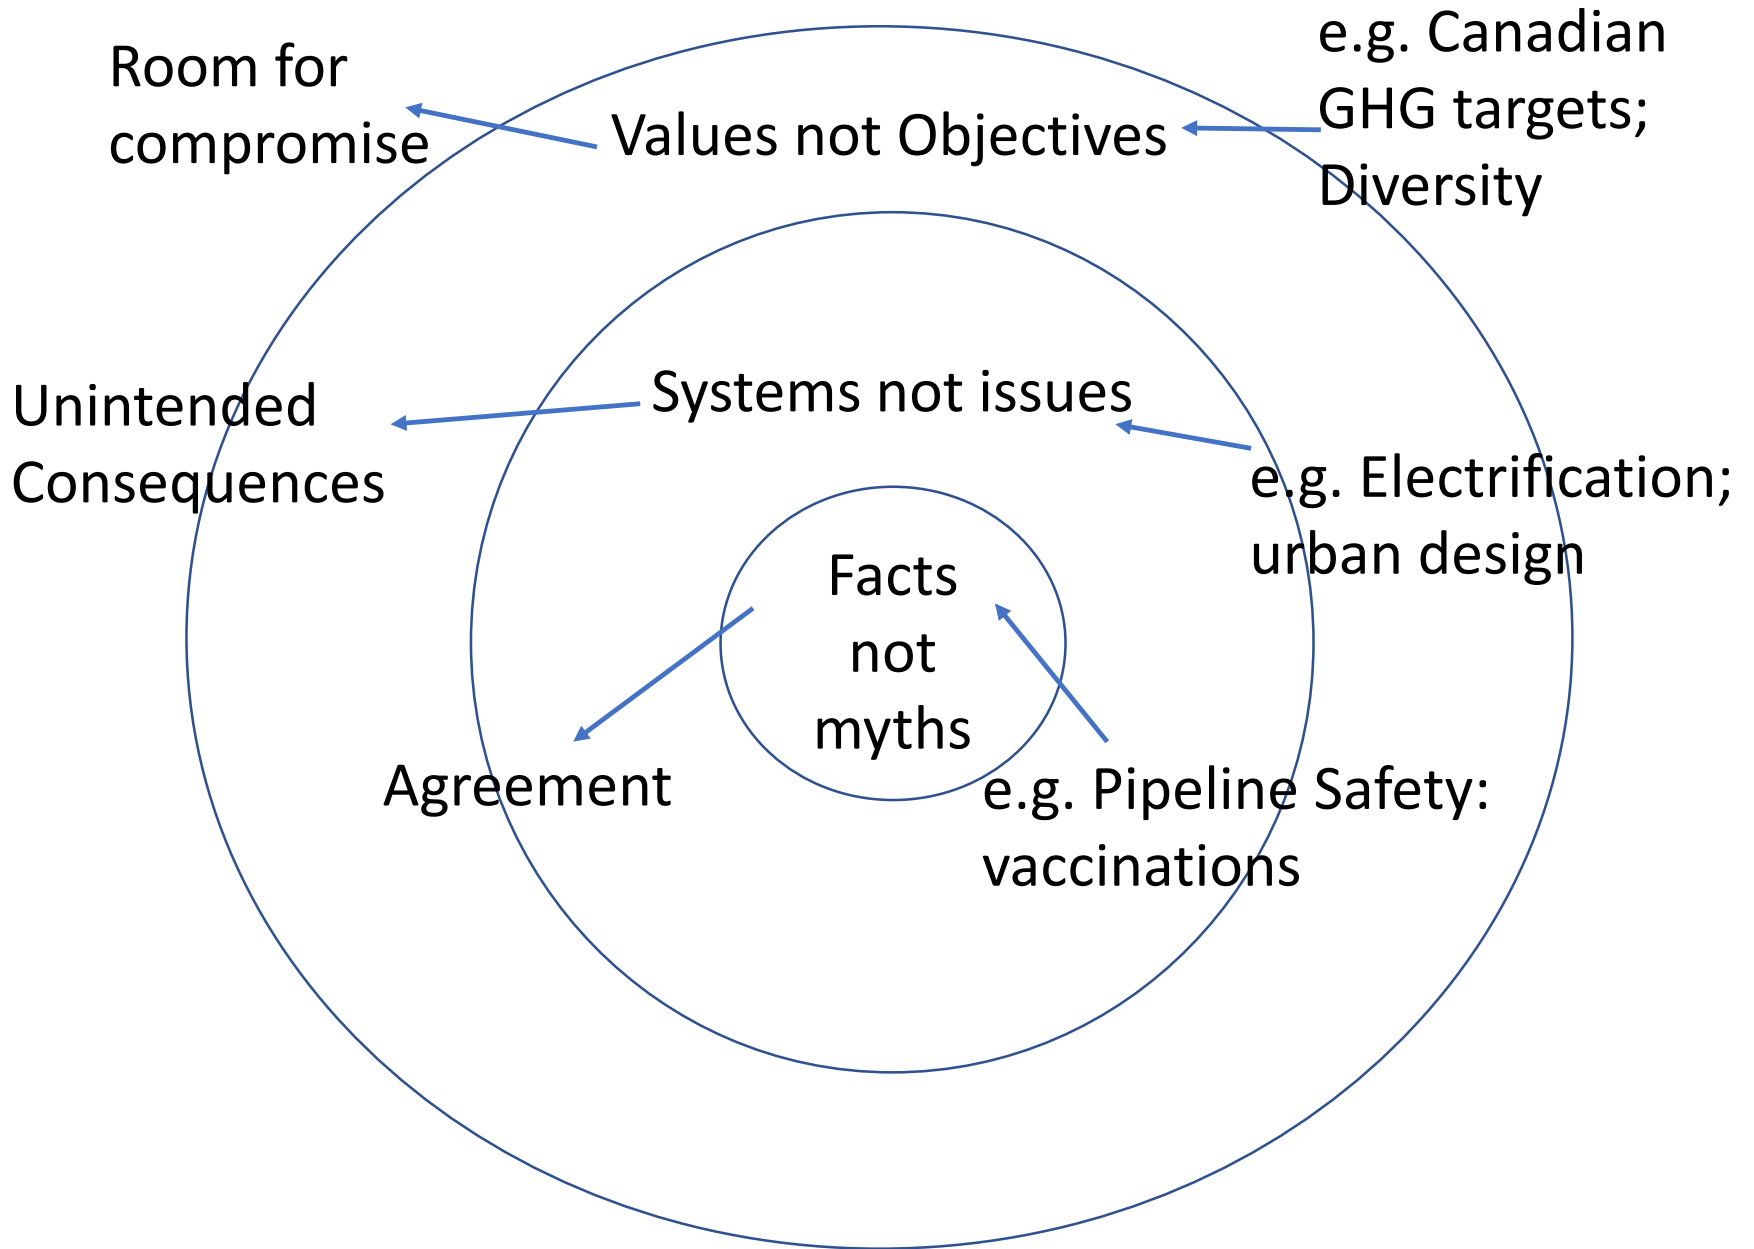 Room for
compromise
Values not Objectives
e.g. Canadian
GHG targets;
Diversity
Unintended
Consequences
Systems not issues
e.g. Electrification;
urban design
Facts
not
myths
Agreement
e.g. Pipeline Safety:
vaccinations